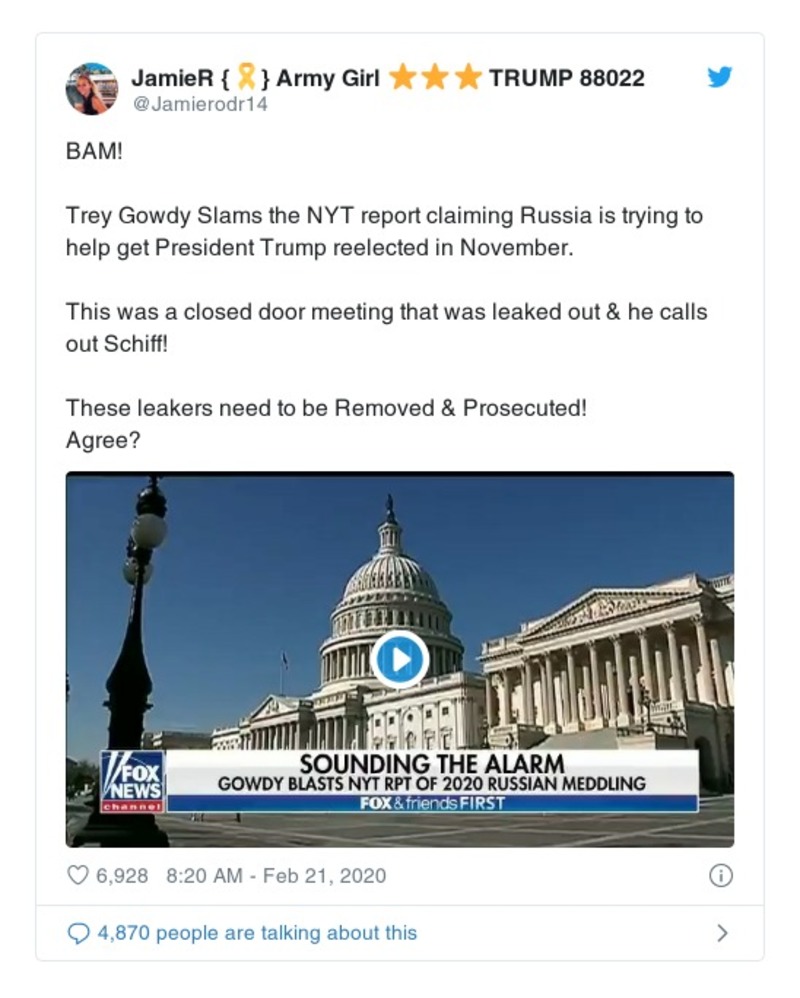 JamieR { 🎗 } Army Girl ⭐⭐⭐ TRUMP 88022
@Jamierodr14
BAM!
Trey Gowdy Slams the NYT report claiming Russia is trying to
help get President Trump reelected in November.
This was a closed door meeting that was leaked out & he calls
out Schiff!
These leakers need to be Removed & Prosecuted!
Agree?
FOX
NEWS
channel
SOUNDING THE ALARM
GOWDY BLASTS NYT RPT OF 2020 RUSSIAN MEDDLING
FOX & friends FIRST
6,928 8:20 AM - Feb 21, 2020
4,870 people are talking about this